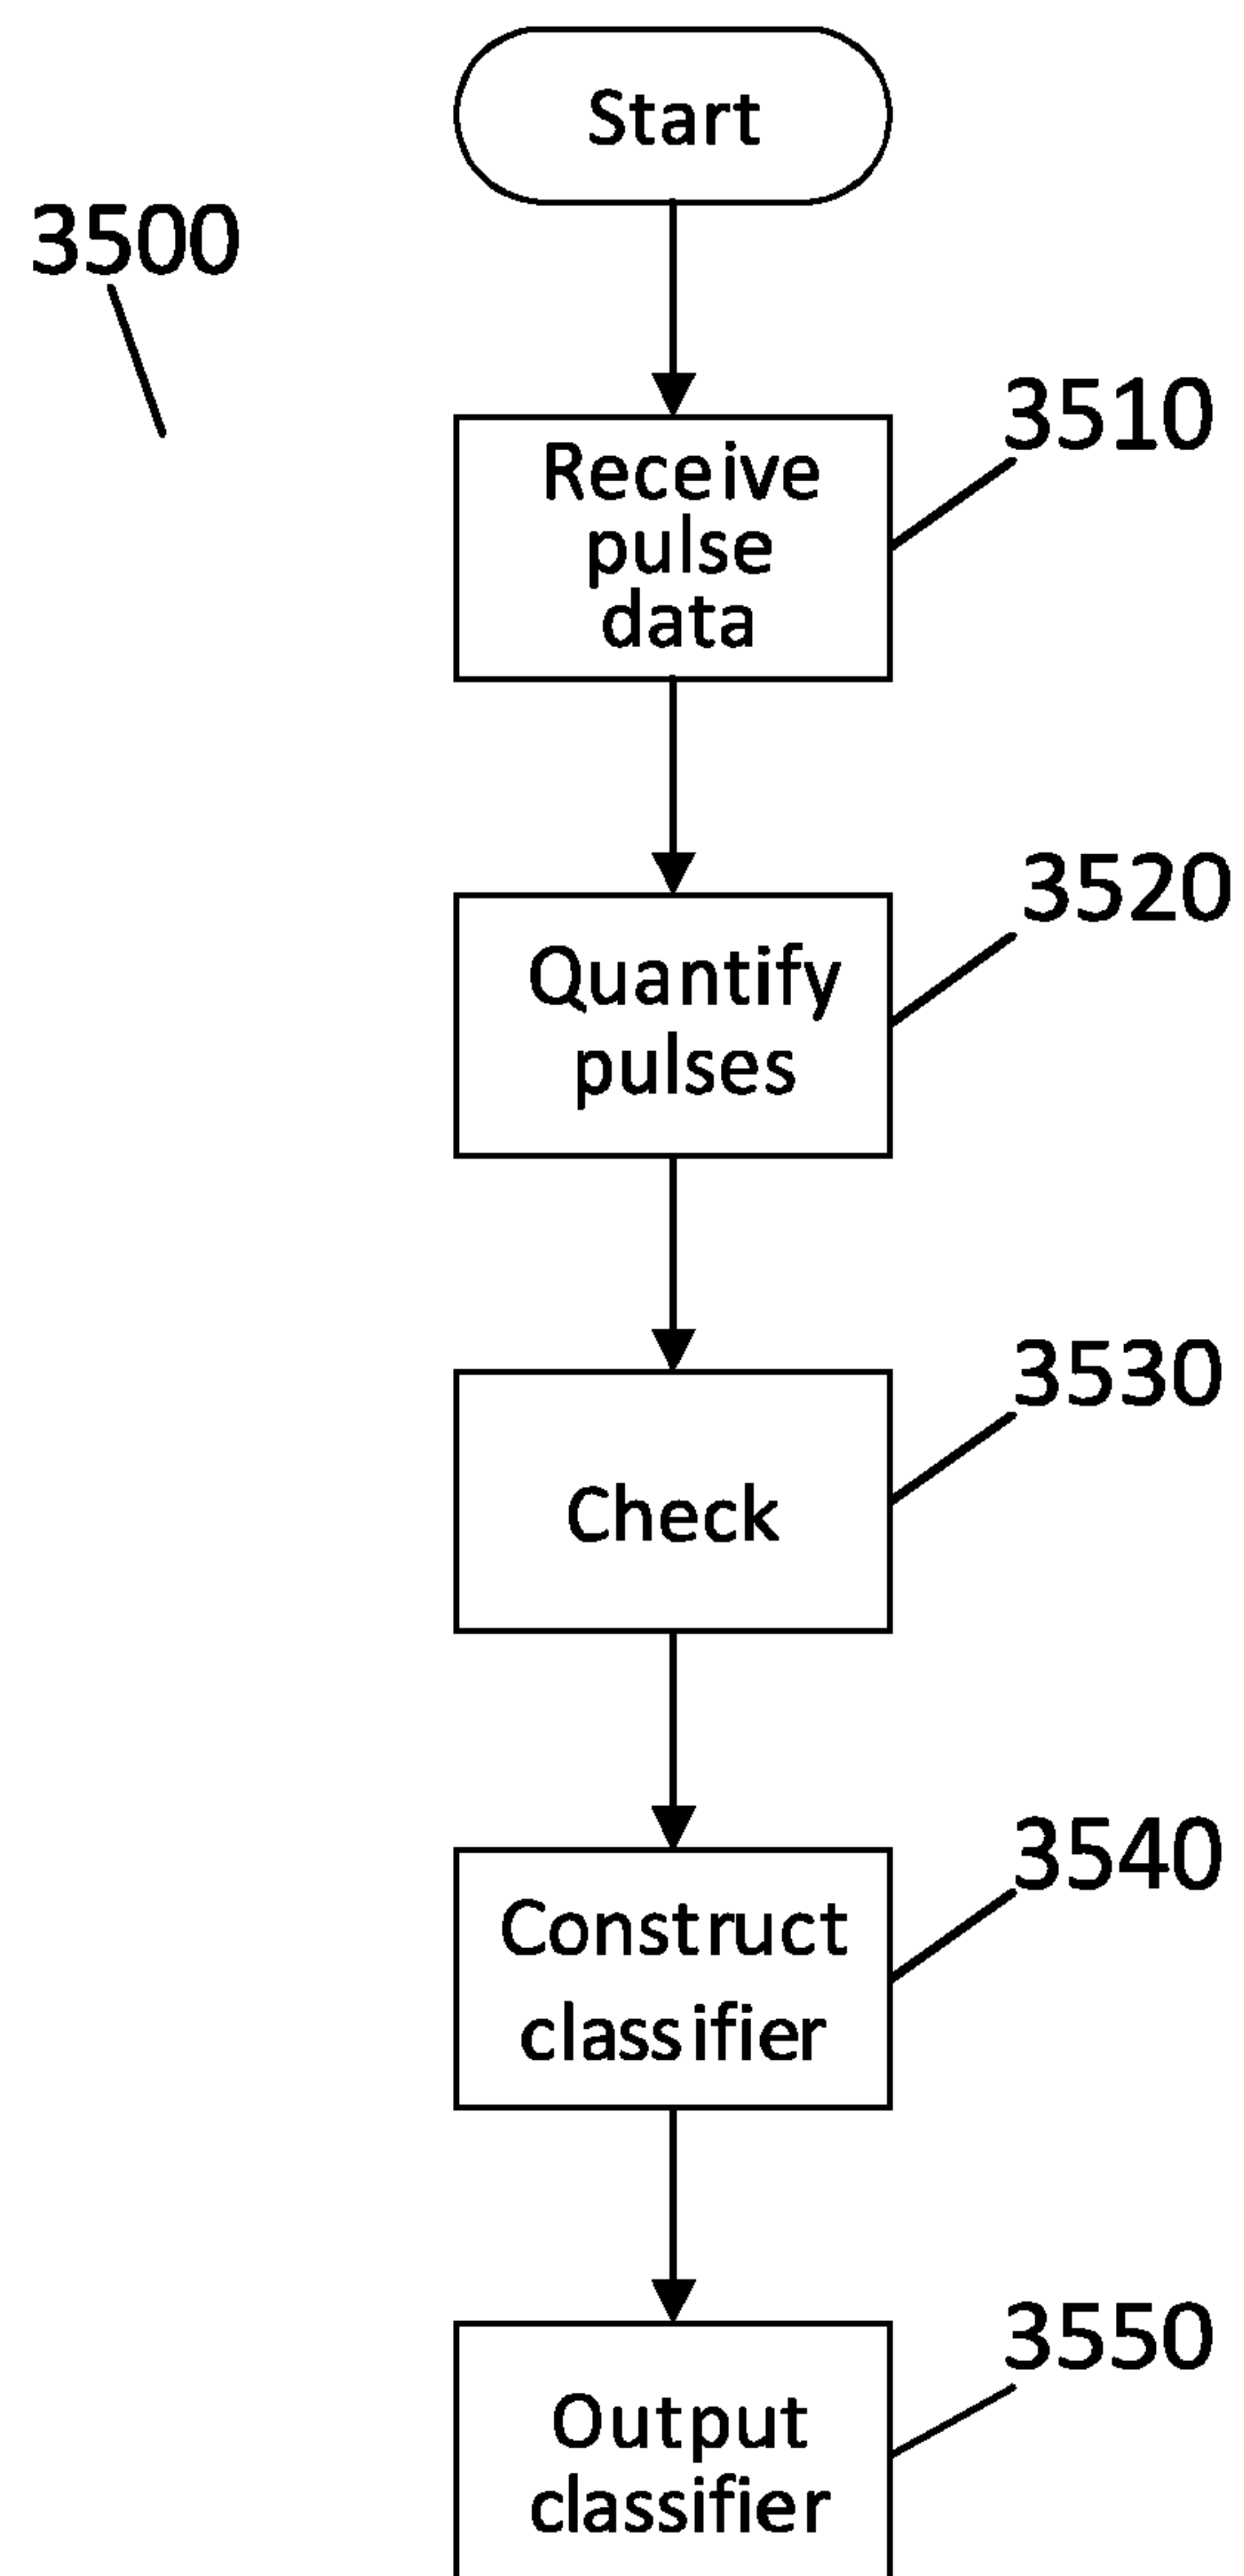 Start
3500
3510
Receive
pulse
data
3520
Quantify
pulses
3530
Check
3540
Construct
classifier
3550
Output
classifier